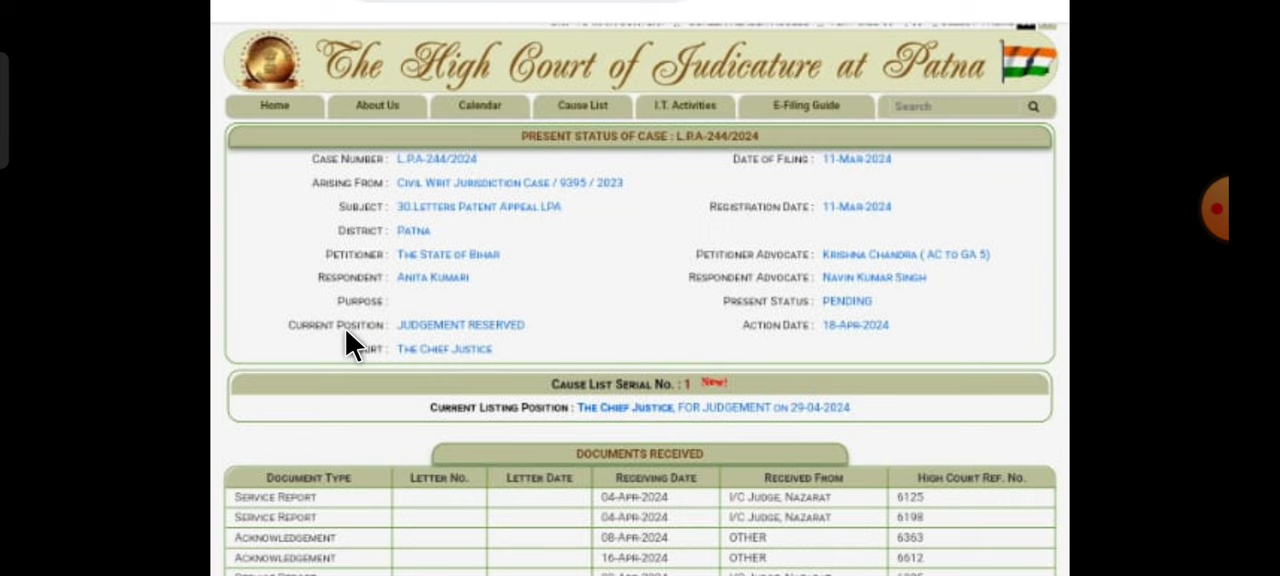 The High Court of Judicature at Patna
Home About Us Calendar Cause List I.T. Activities E-Filing Guide Search
PRESENT STATUS OF CASE : L.P.A-244/2024
CASE NUMBER : L.P.A-244/2024 DATE OF FILING : 11-MAR-2024
ARISING FROM : CIVIL WRIT JURISDICTION CASE / 9395 / 2023
SUBJECT : 30.LETTERS PATENT APPEAL LPA REGISTRATION DATE : 11-MAR-2024
DISTRICT : PATNA
PETITIONER : THE STATE OF BIHAR PETITIONER ADVOCATE : KRISHNA CHANDRA ( AC TO GA 5)
RESPONDENT : ANITA KUMARI RESPONDENT ADVOCATE : NAVIN KUMAR SINGH
PURPOSE : PRESENT STATUS : PENDING
CURRENT POSITION : JUDGEMENT RESERVED ACTION DATE : 18-APR-2024
THE CHIEF JUSTICE
CAUSE LIST SERIAL NO. : 1 New!
CURRENT LISTING POSITION : THE CHIEF JUSTICE, FOR JUDGEMENT ON 29-04-2024
DOCUMENTS RECEIVED
DOCUMENT TYPE LETTER NO. LETTER DATE RECEIVING DATE RECEIVED FROM HIGH COURT REF. NO.
SERVICE REPORT 04-APR-2024 I/C JUDGE, NAZARAT 6125
SERVICE REPORT 04-APR-2024 I/C JUDGE, NAZARAT 6198
ACKNOWLEDGEMENT 08-APR-2024 OTHER 6363
ACKNOWLEDGEMENT 16-APR-2024 OTHER 6612